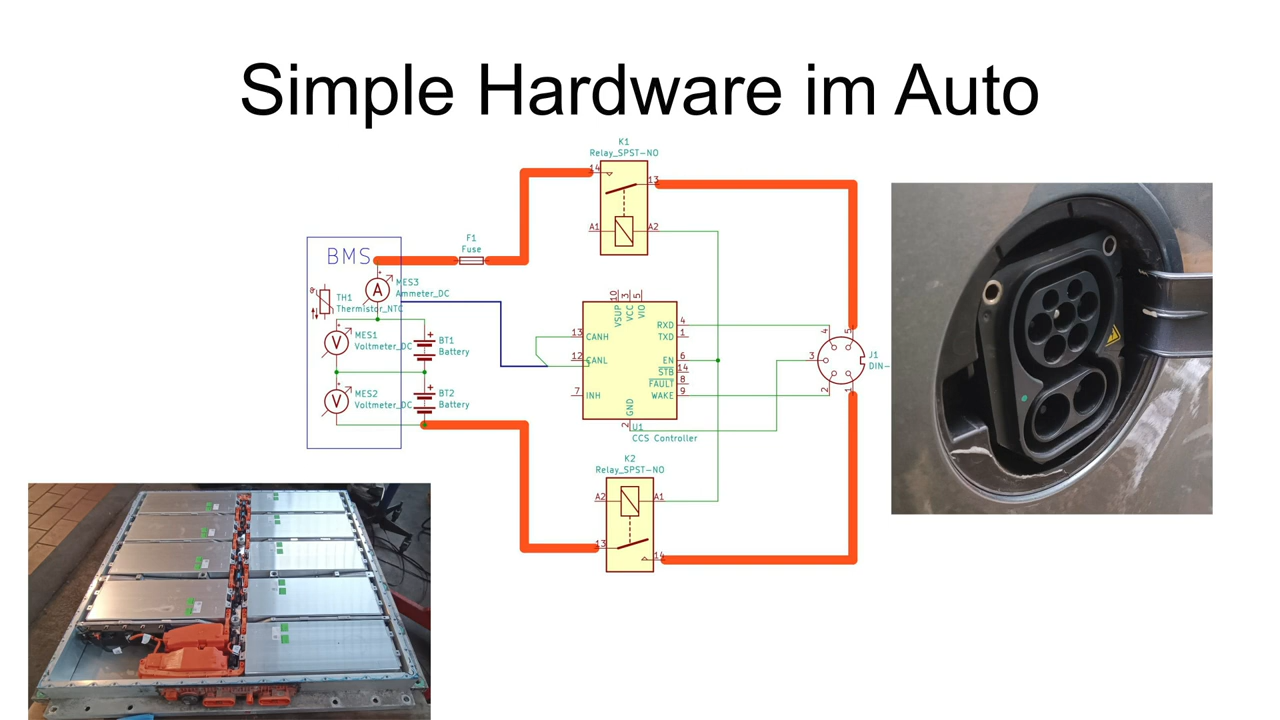 Simple Hardware im Auto
K1
Relay_SPST-NO
14
13
A1
A2
F1
Fuse
BMS
MES3
Ammeter_DC
A
TH1
Thermistor_NTC
MES1
Voltmeter_DC
V
BT1
Battery
MES2
Voltmeter_DC
V
BT2
Battery
10
3
5
VSUP
VCC
VIO
13
CANH
12
CANL
7
INH
RXD
4
TXD
1
EN
6
STB
14
FAULT
8
WAKE
9
GND
2
U1
CCS Controller
4
5
3
2
1
J1
DIN-
K2
Relay_SPST-NO
A2
A1
13
14